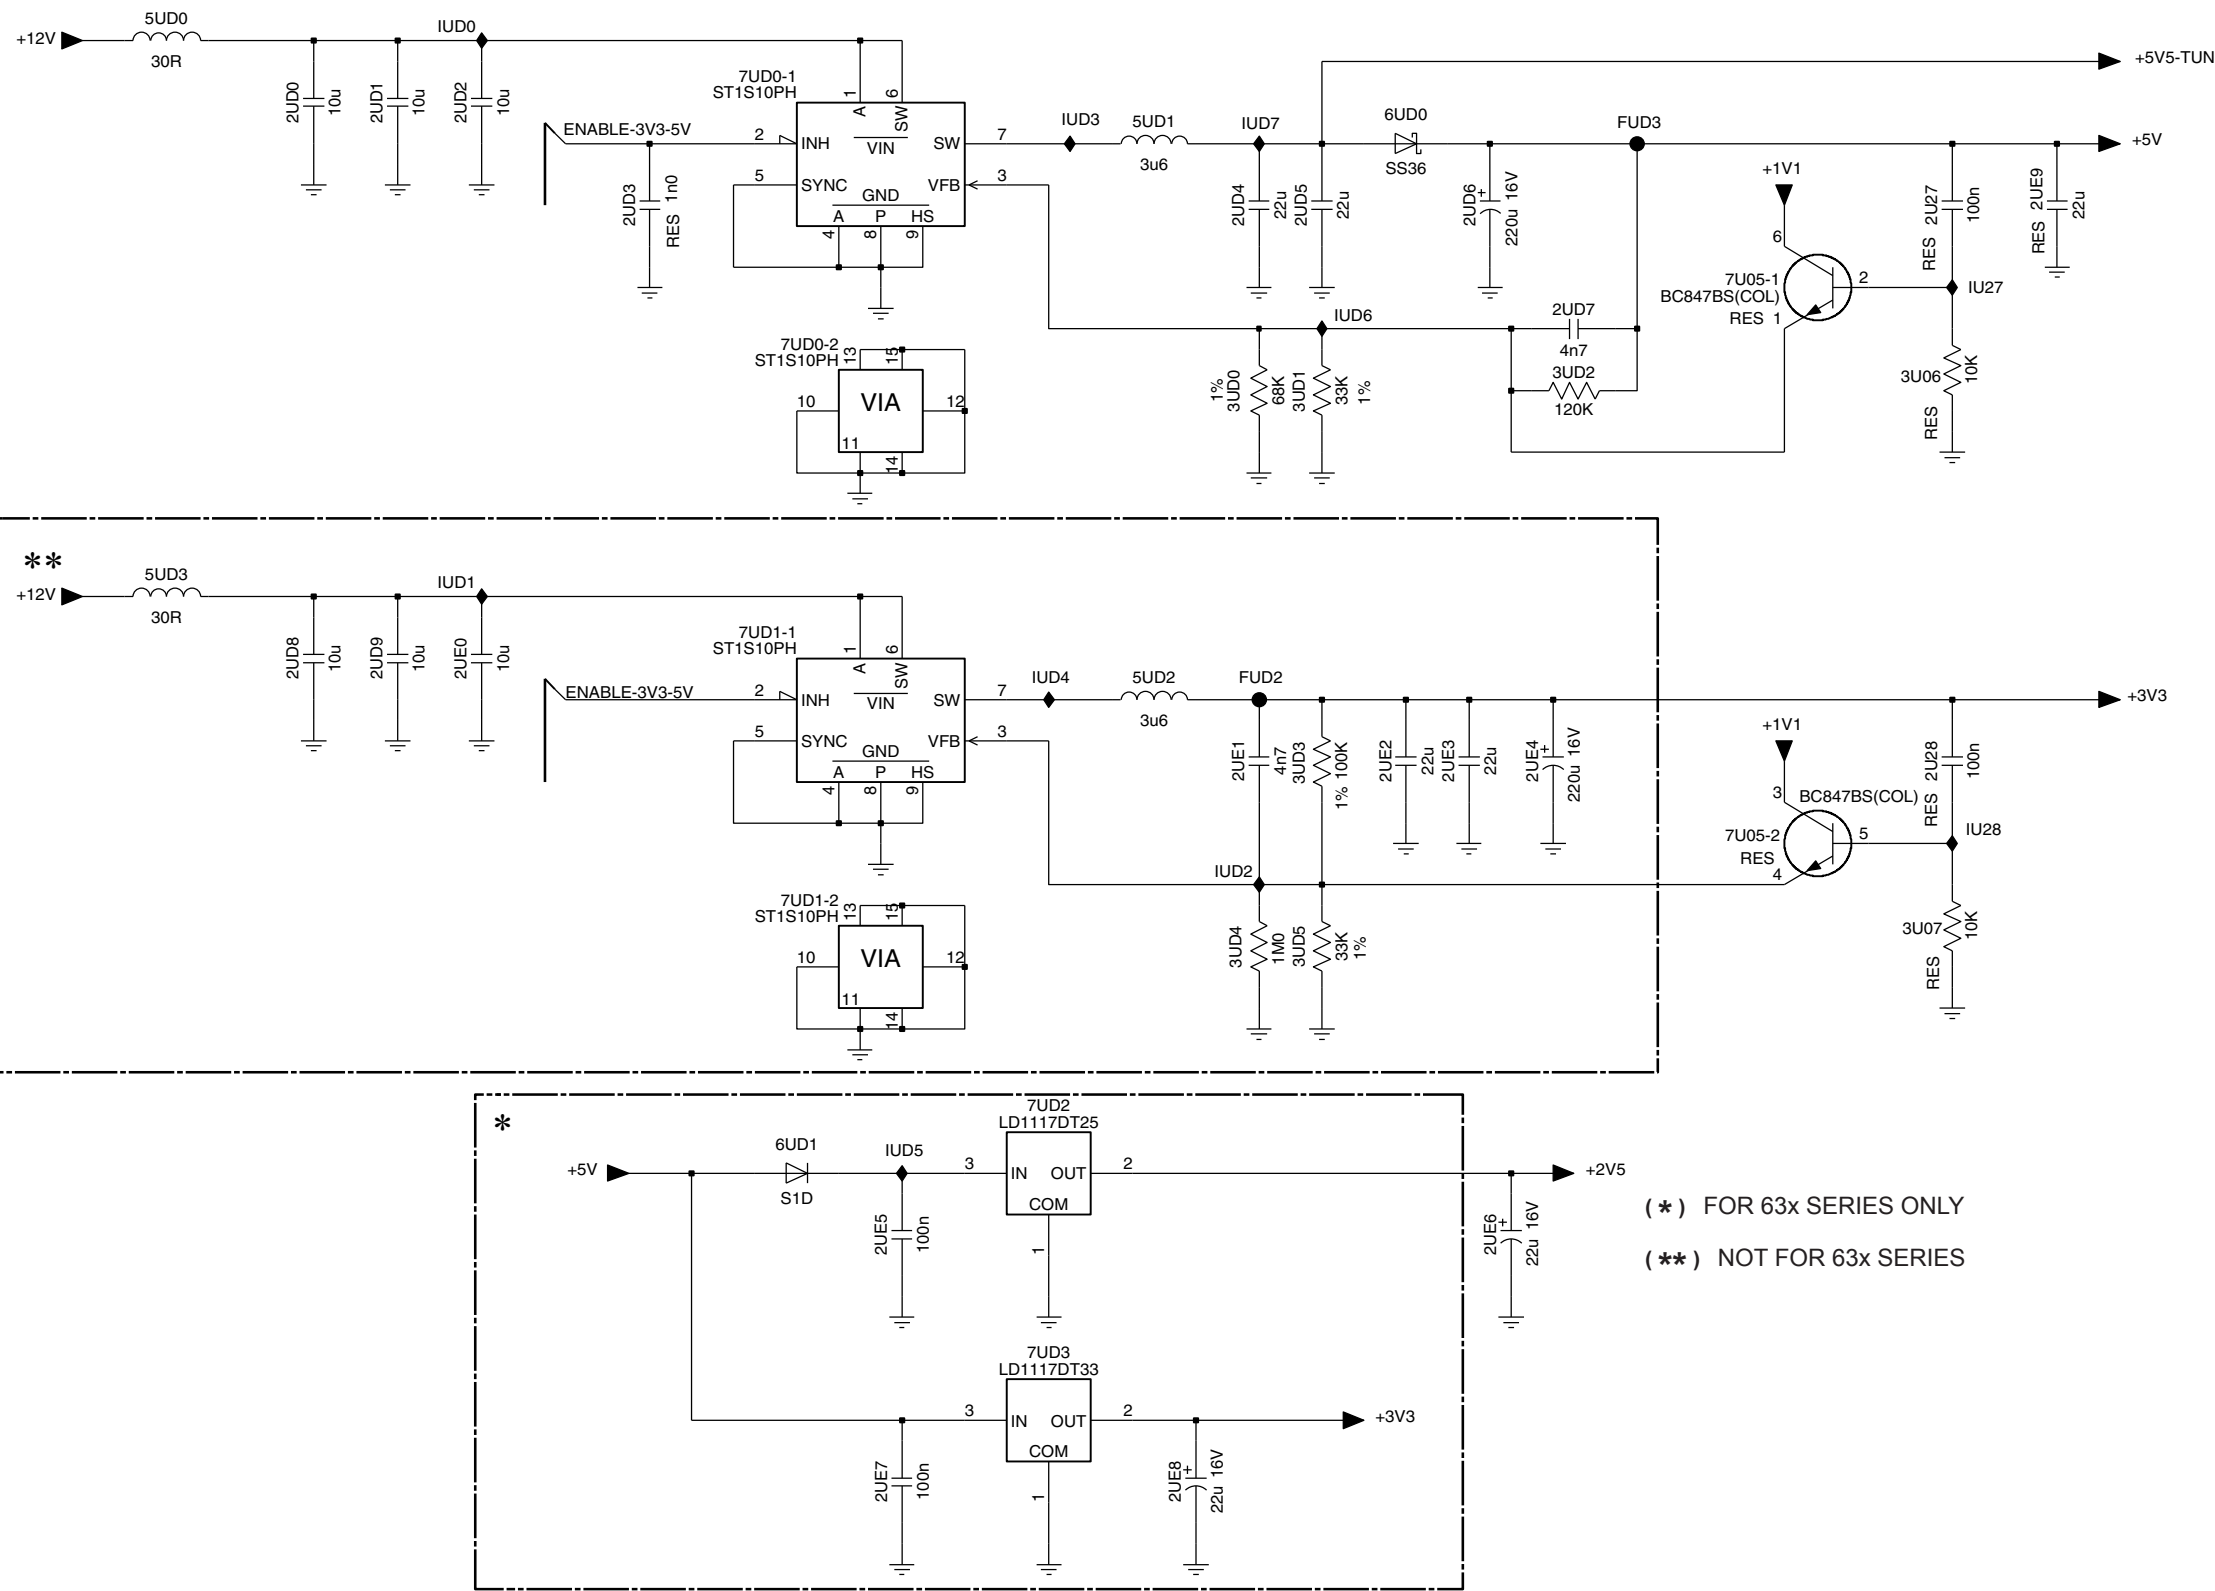 5UD0
+12V
30R
IUD0
2UD0
10u
2UD1
10u
2UD2
10u
7UD0-1
ST1S10PH
1
6
A
SW
VIN
ENABLE-3V3-5V
2
INH
SW
7
5
SYNC
VFB
3
GND
A
P
HS
4
8
9
2UD3
RES 1n0
IUD3
5UD1
3u6
IUD7
2UD4
22u
2UD5
22u
6UD0
SS36
2UD6
+
220u 16V
FUD3
+5V5-TUN
+5V
+1V1
6
7U05-1
BC847BS(COL)
RES 1
2
RES 2U27
100n
RES 2UE9
22u
IU27
3U06
10K
RES
IUD6
1%
3UD0
68K
3UD1
33K
1%
2UD7
4n7
3UD2
120K
7UD0-2
ST1S10PH
13
15
10
VIA
12
11
14
**
5UD3
+12V
30R
IUD1
2UD8
10u
2UD9
10u
2UE0
10u
7UD1-1
ST1S10PH
1
6
A
SW
VIN
ENABLE-3V3-5V
2
INH
SW
7
5
SYNC
VFB
3
GND
A
P
HS
4
8
9
IUD4
5UD2
3u6
FUD2
2UE1
4n7
3UD3
1% 100K
2UE2
22u
2UE3
22u
2UE4
+
220u 16V
+3V3
+1V1
3
BC847BS(COL)
7U05-2
RES
4
5
RES 2U28
100n
IU28
3U07
10K
RES
IUD2
3UD4
1M0
3UD5
33K
1%
7UD1-2
ST1S10PH
13
15
10
VIA
12
11
14
*
7UD2
LD1117DT25
6UD1
S1D
IUD5
+5V
3
IN
OUT
2
COM
1
2UE5
100n
+2V5
2UE6
+
22u 16V
(*) FOR 63x SERIES ONLY
(**) NOT FOR 63x SERIES
7UD3
LD1117DT33
3
IN
OUT
2
COM
1
+3V3
2UE7
100n
2UE8
+
22u 16V